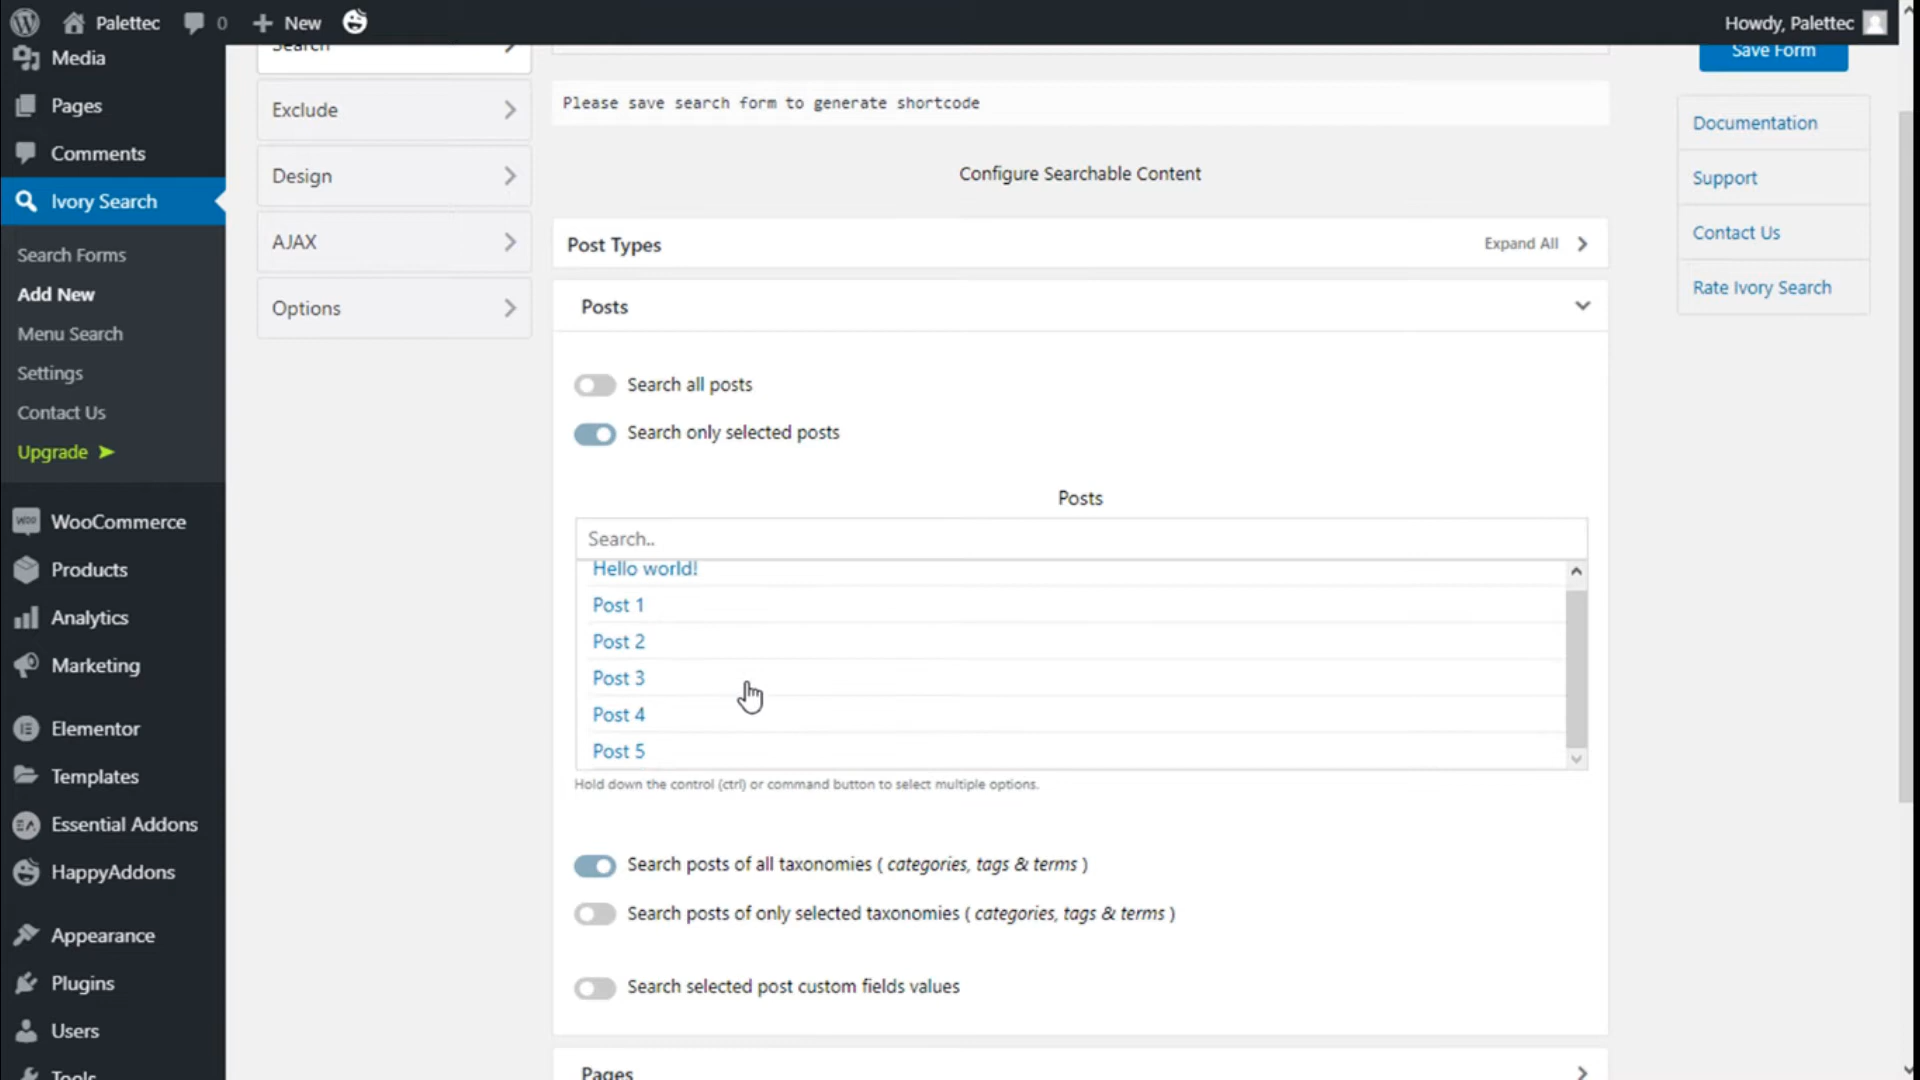 Palettec
0
New
Howdy, Palettec
Media
Pages
Comments
Ivory Search
Search Forms
Add New
Menu Search
Settings
Contact Us
Upgrade
WooCommerce
Products
Analytics
Marketing
Elementor
Templates
Essential Addons
HappyAddons
Appearance
Plugins
Users
Tools
Search
Exclude
Design
AJAX
Options
Please save search form to generate shortcode
Configure Searchable Content
Post Types
Expand All
Posts
Search all posts
Search only selected posts
Posts
Search..
Hello world!
Post 1
Post 2
Post 3
Post 4
Post 5
Hold down the control (ctrl) or command button to select multiple options.
Search posts of all taxonomies ( categories, tags & terms )
Search posts of only selected taxonomies ( categories, tags & terms )
Search selected post custom fields values
Pages
Save Form
Documentation
Support
Contact Us
Rate Ivory Search